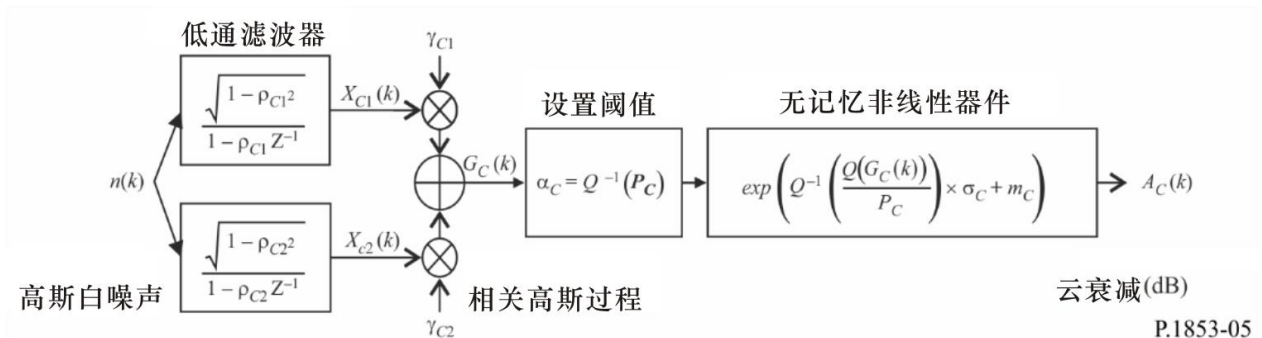 低通滤波器
γC1
√1 − ρC1²
1 − ρC1 Z⁻¹
XC1(k)
设置阈值
无记忆非线性器件
n(k)
GC(k)
αC = Q⁻¹(PC)
exp(Q⁻¹(Q(GC(k))/PC) × σC + mC)
AC(k)
√1 − ρC2²
1 − ρC2 Z⁻¹
Xc2(k)
高斯白噪声
相关高斯过程
γC2
云衰减(dB)
P.1853-05